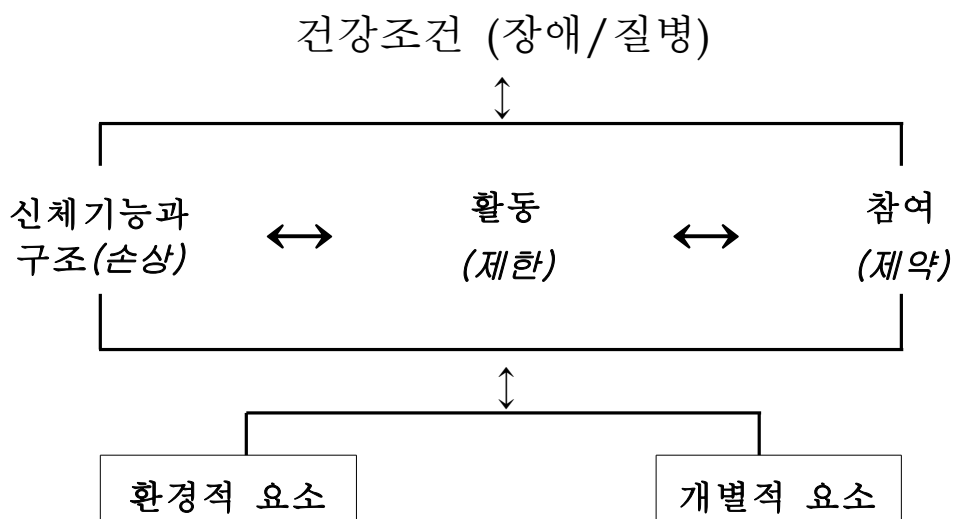 건강조건 (장애/질병)
신체기능과
구조(손상)
활동
(제한)
참여
(제약)
환경적 요소
개별적 요소